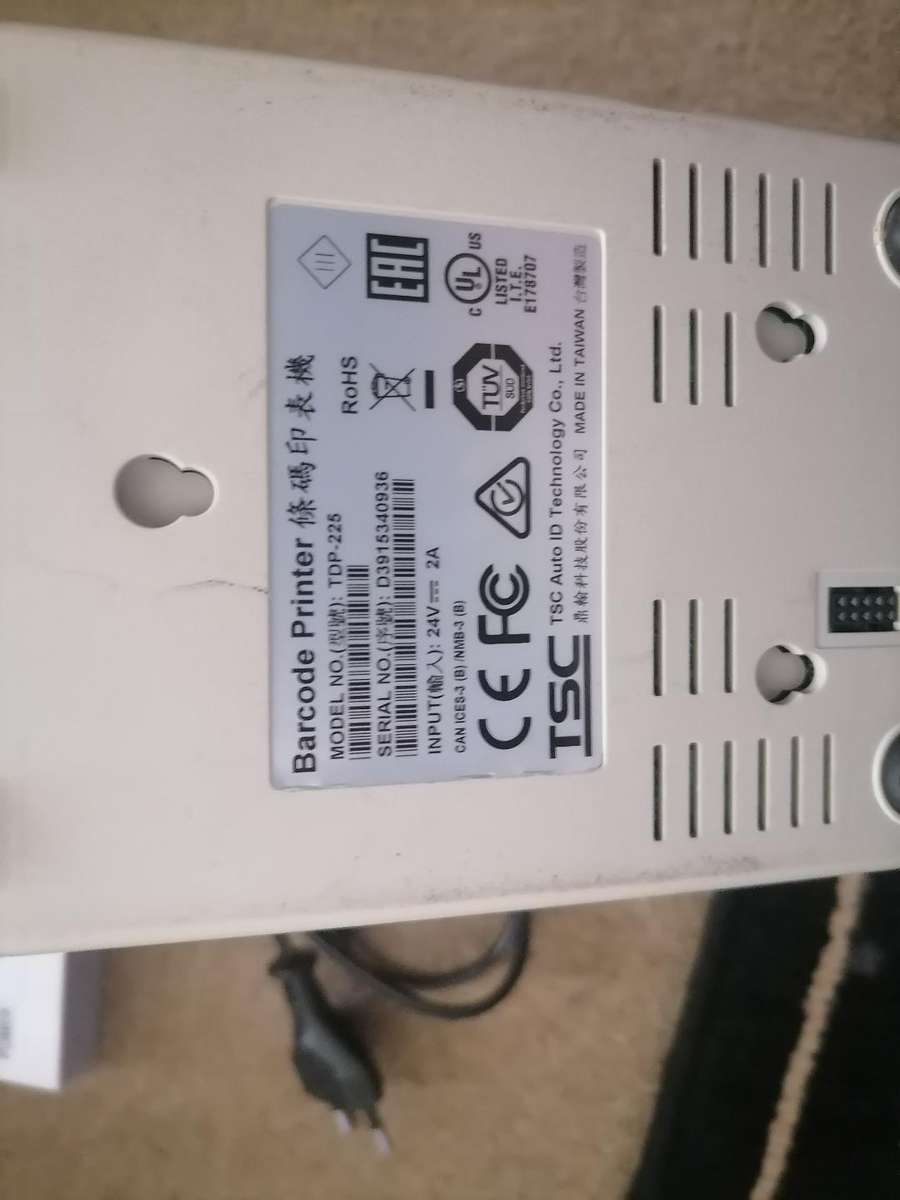 Barcode Printer 條碼印表機
MODEL NO.(型號): TDP-225
RoHS
SERIAL NO.(序號): D3915340936
INPUT(輸入): 24V⎓ 2A
CAN ICES-3 (B) /NMB-3 (B)
EAC
CE FC
TÜV
SÜD
C UL US
LISTED
I.T.E.
E178707
TSC TSC Auto ID Technology Co., Ltd.
鼎翰科技股份有限公司 MADE IN TAIWAN 台灣製造